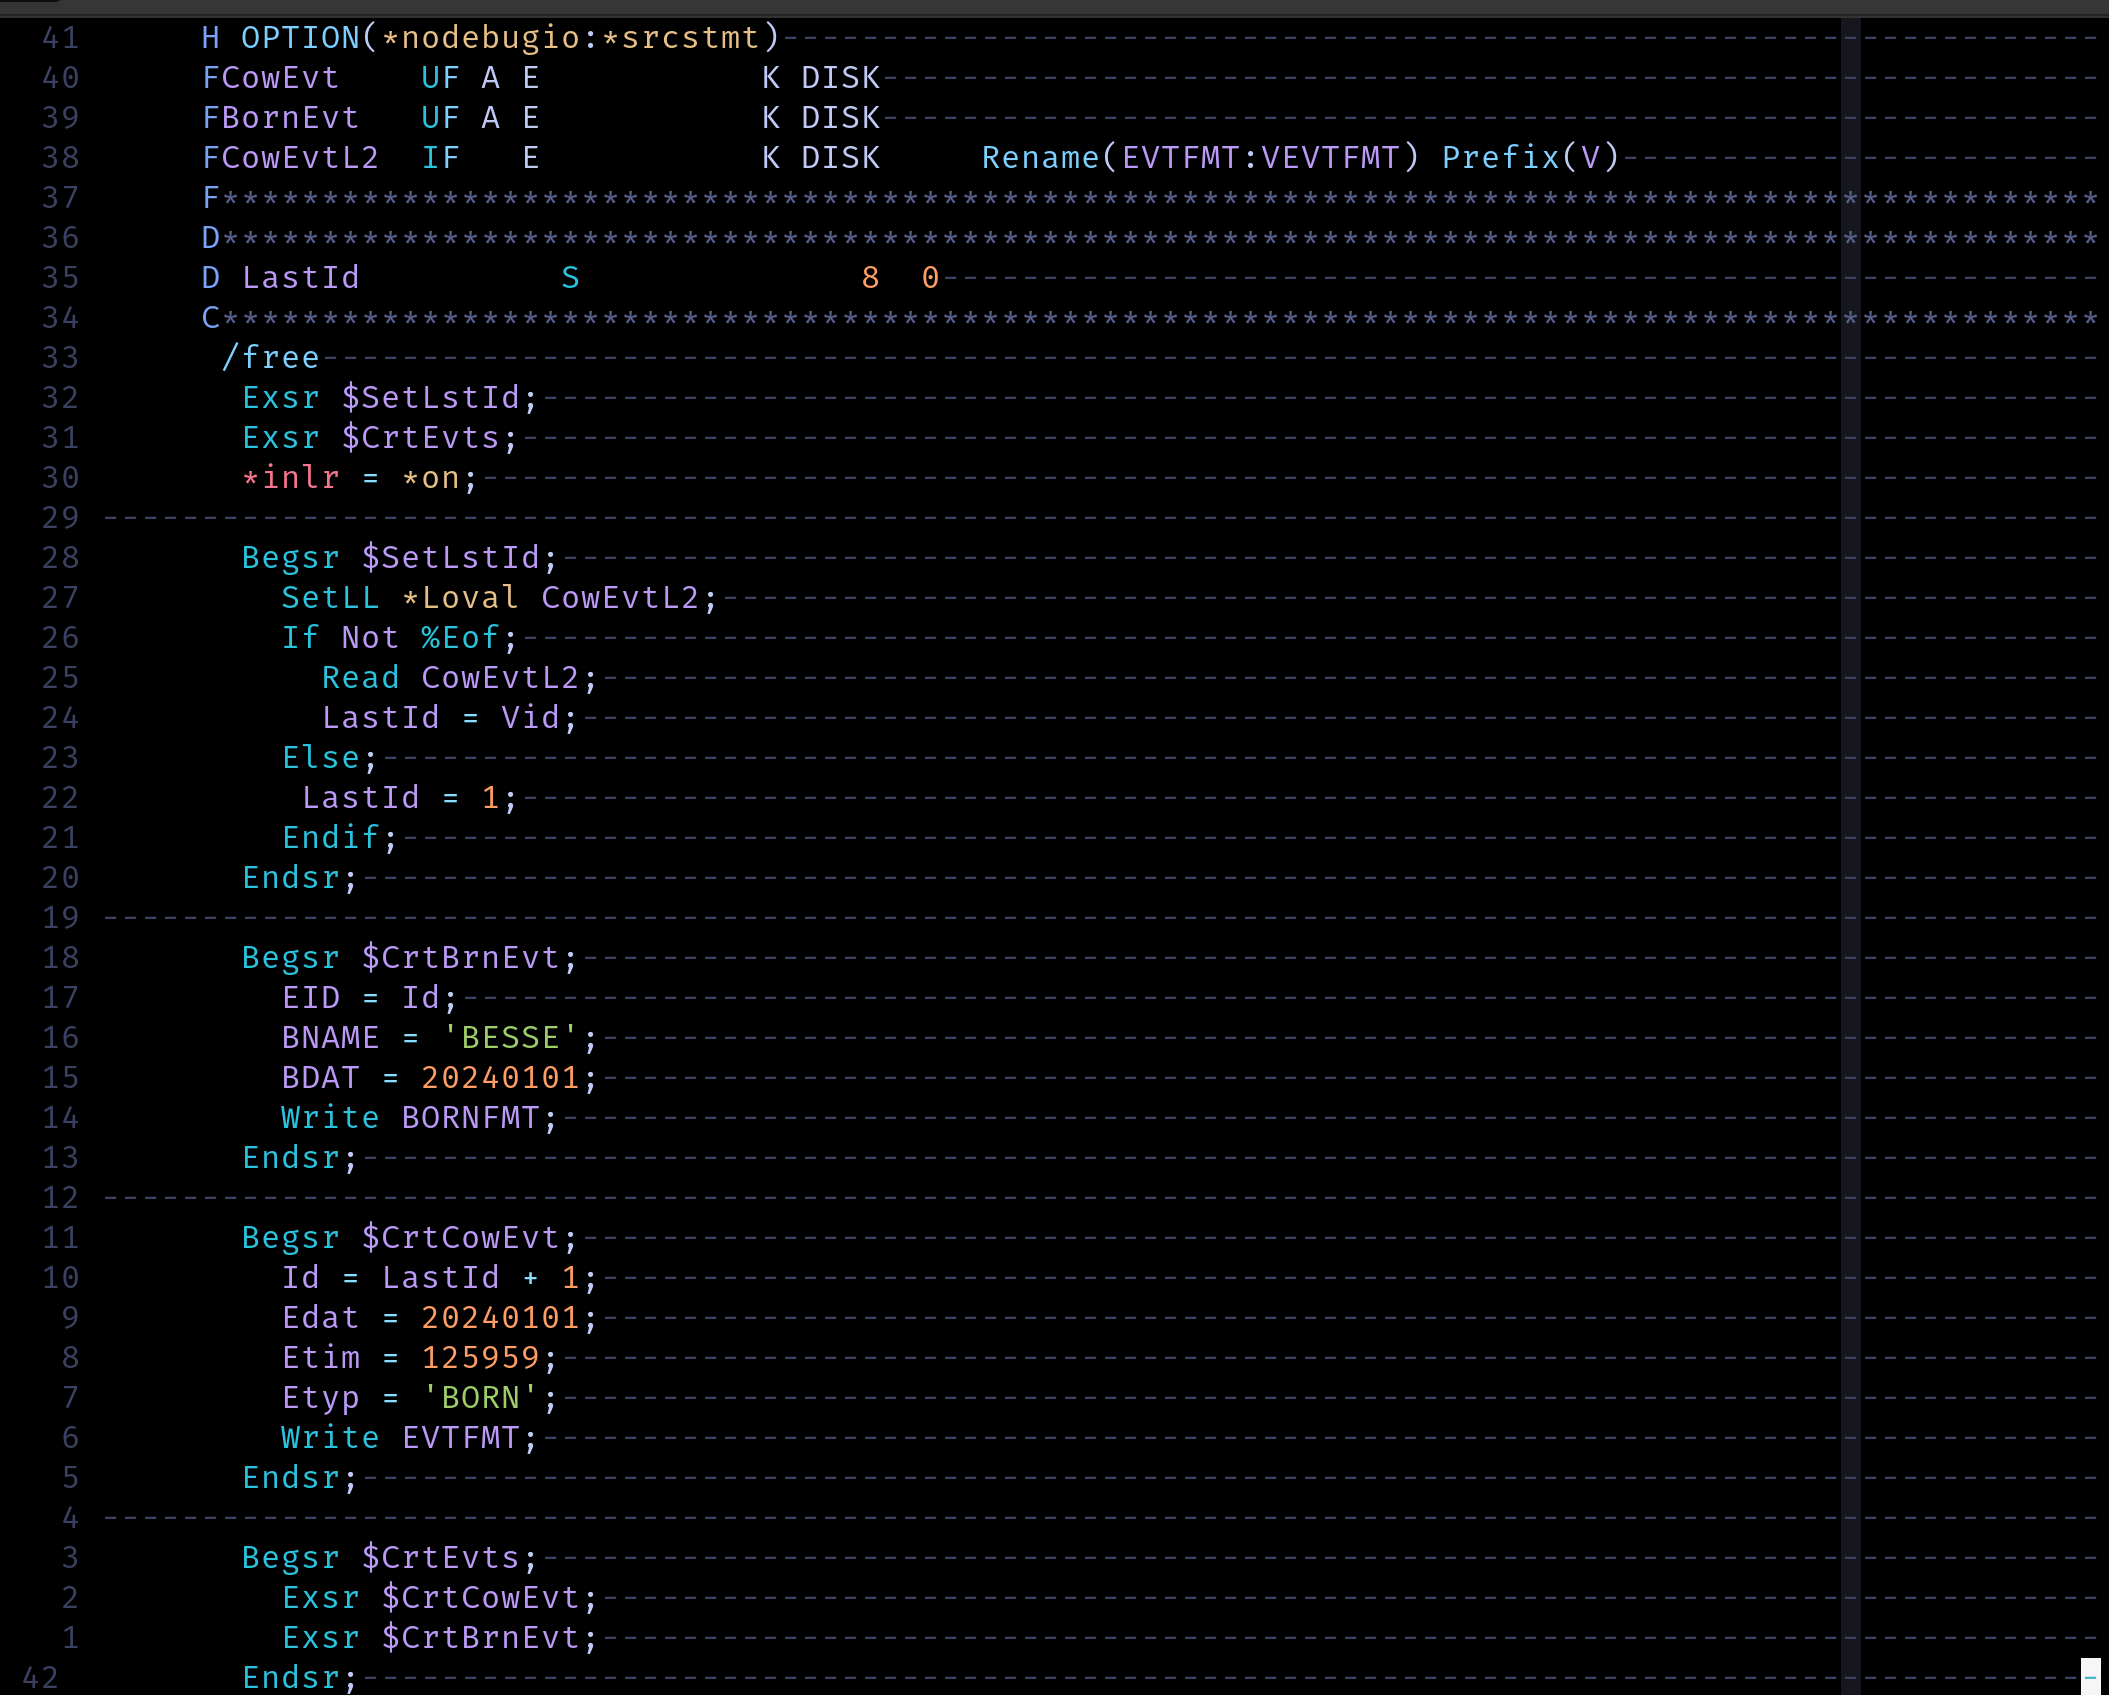 41 H OPTION(*nodebugio:*srcstmt)
40 FCowEvt    UF A E           K DISK
39 FBornEvt   UF A E           K DISK
38 FCowEvtL2  IF   E           K DISK     Rename(EVTFMT:VEVTFMT) Prefix(V)
37 F**********************************************************************************************
36 D**********************************************************************************************
35 D LastId          S              8  0
34 C**********************************************************************************************
33 /free
32 Exsr $SetLstId;
31 Exsr $CrtEvts;
30 *inlr = *on;
29
28 Begsr $SetLstId;
27 SetLL *Loval CowEvtL2;
26 If Not %Eof;
25 Read CowEvtL2;
24 LastId = Vid;
23 Else;
22 LastId = 1;
21 Endif;
20 Endsr;
19
18 Begsr $CrtBrnEvt;
17 EID = Id;
16 BNAME = 'BESSE';
15 BDAT = 20240101;
14 Write BORNFMT;
13 Endsr;
12
11 Begsr $CrtCowEvt;
10 Id = LastId + 1;
9 Edat = 20240101;
8 Etim = 125959;
7 Etyp = 'BORN';
6 Write EVTFMT;
5 Endsr;
4
3 Begsr $CrtEvts;
2 Exsr $CrtCowEvt;
1 Exsr $CrtBrnEvt;
42 Endsr;